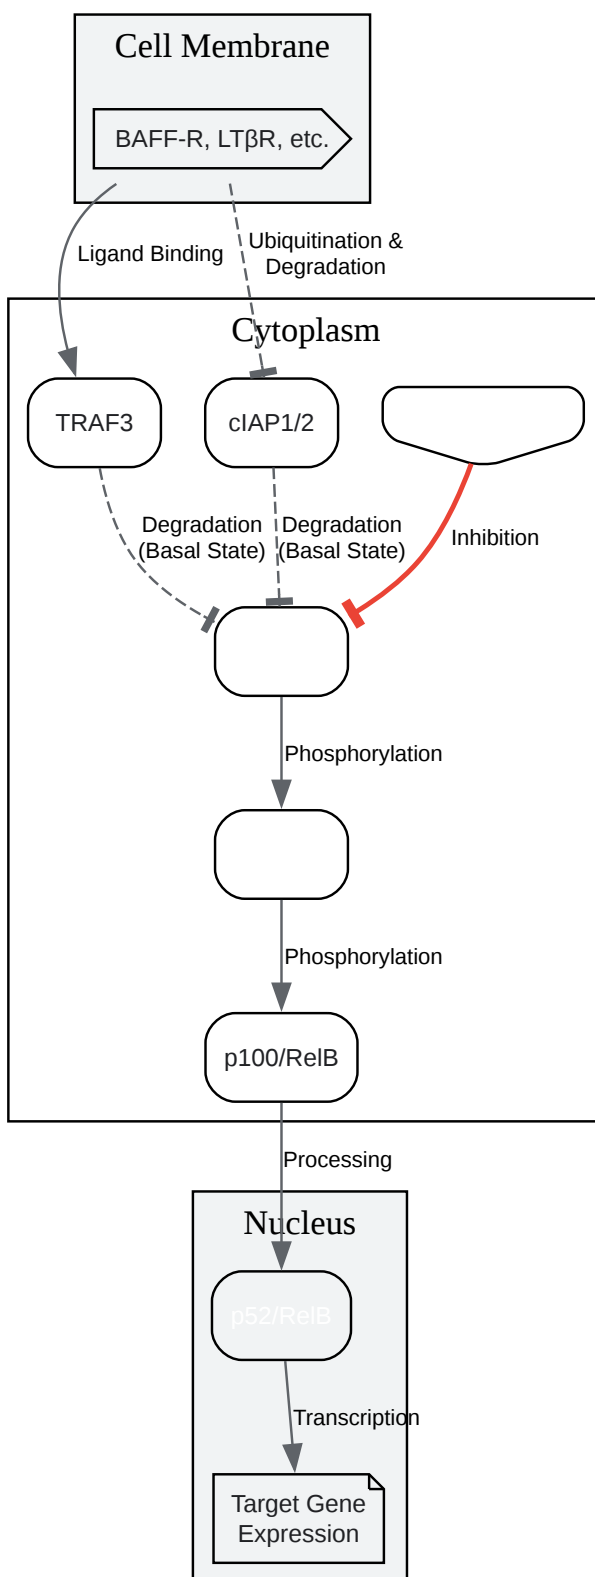 Cell Membrane
BAFF-R, LTβR, etc.
Ligand Binding
Ubiquitination &
Degradation
Cytoplasm
TRAF3
cIAP1/2
Degradation
(Basal State)
Degradation
(Basal State)
Inhibition
Phosphorylation
Phosphorylation
p100/RelB
Processing
Nucleus
p52/RelB
Transcription
Target Gene
Expression